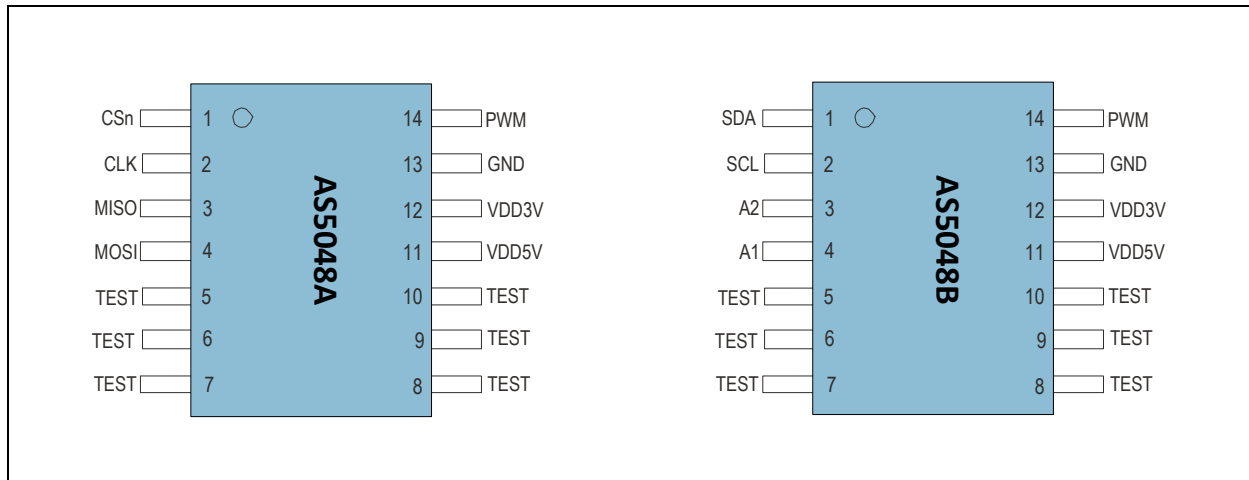 CSn 1 14 PWM
CLK 2 13 GND
MISO 3 12 VDD3V
MOSI 4 11 VDD5V
TEST 5 10 TEST
TEST 6 9 TEST
TEST 7 8 TEST
AS5048A
SDA 1 14 PWM
SCL 2 13 GND
A2 3 12 VDD3V
A1 4 11 VDD5V
TEST 5 10 TEST
TEST 6 9 TEST
TEST 7 8 TEST
AS5048B